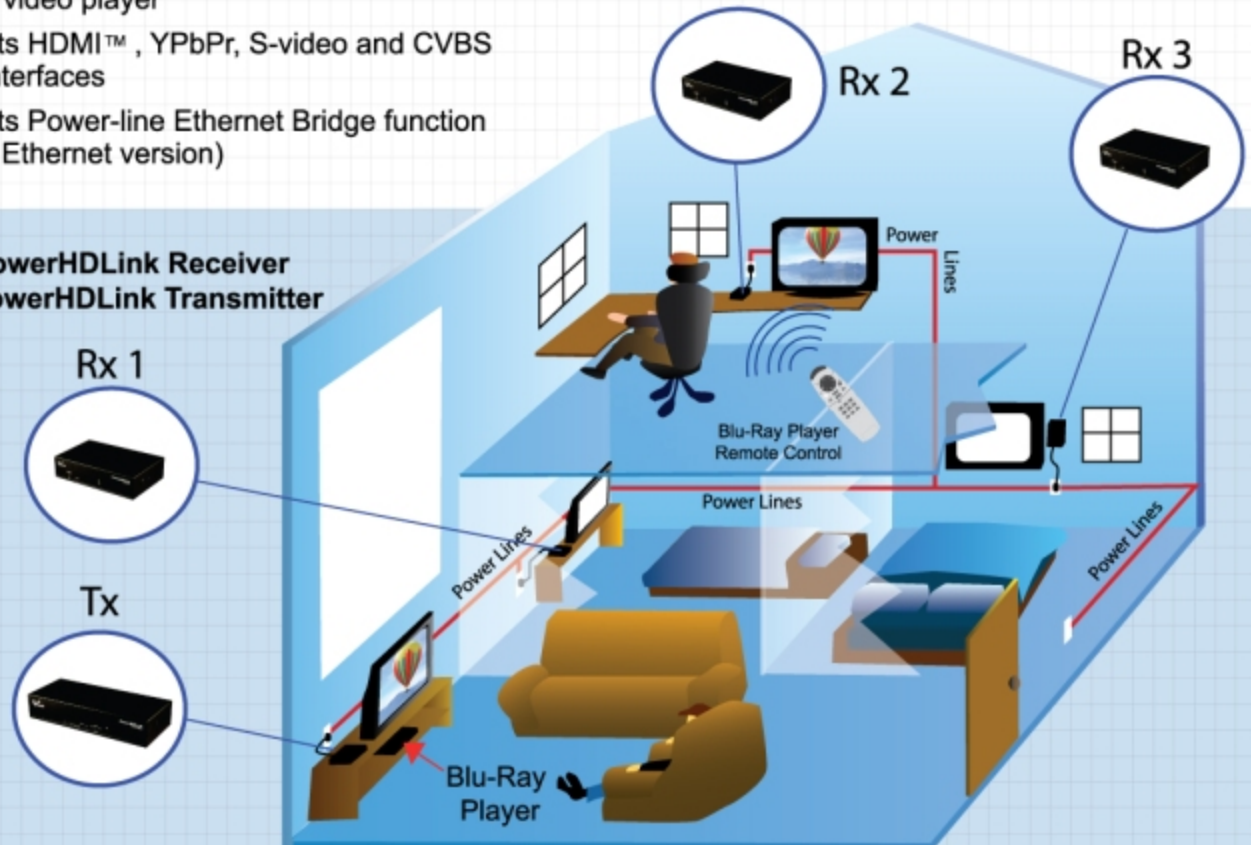 video player
ts HDMI™ , YPbPr, S-video and CVBS
nterfaces
ts Power-line Ethernet Bridge function
Ethernet version)
owerHDLink Receiver
owerHDLink Transmitter
Rx 1
Tx
Rx 2
Rx 3
Power
Lines
Blu-Ray Player
Remote Control
Power Lines
Power Lines
Power Lines
Blu-Ray
Player